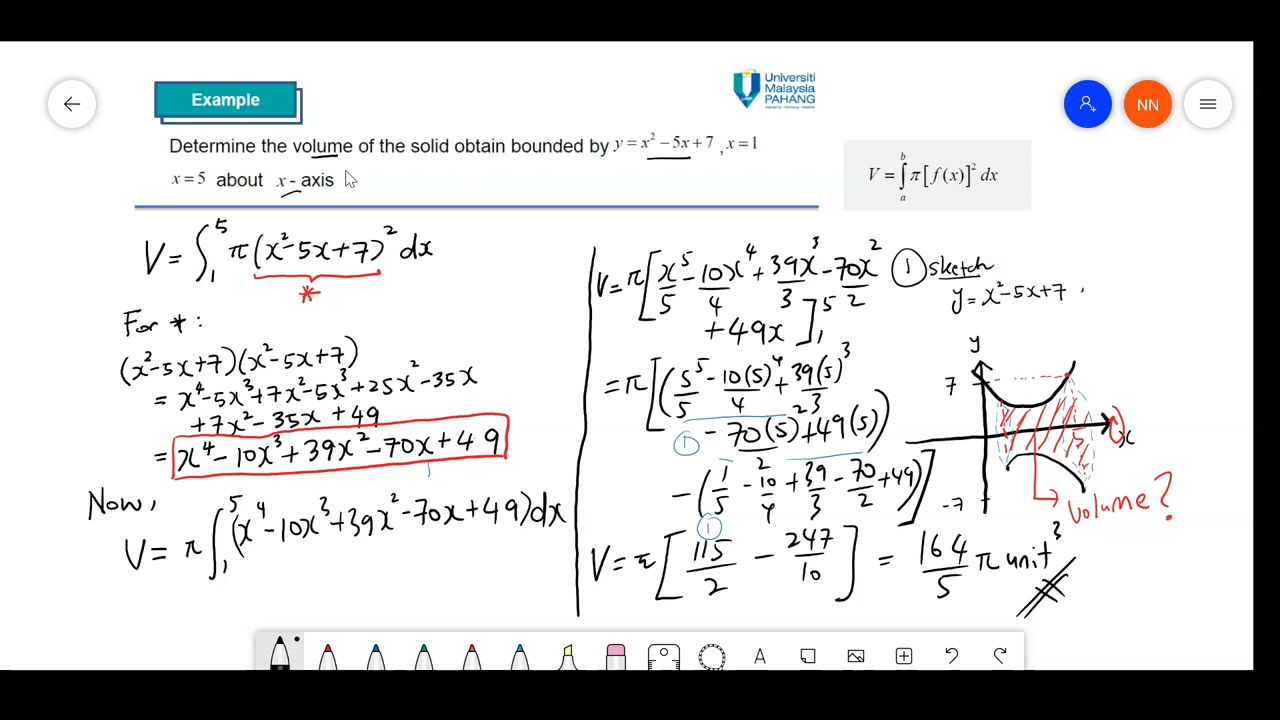 Example
Universiti
Malaysia
PAHANG
NN
Determine the volume of the solid obtain bounded by y = x² − 5x + 7 , x = 1
x = 5 about x - axis
V = ∫ₐᵇ π [f(x)]² dx
V = ∫₁⁵ π (x²-5x+7)² dx
*
For *:
(x²-5x+7)(x²-5x+7)
= x⁴-5x³+7x²-5x³+25x²-35x
+7x²-35x+49
= x⁴-10x³+39x²-70x+49
Now,
V = π ∫₁⁵ (x⁴-10x³+39x²-70x+49)dx
V = π [x⁵/5 - 10x⁴/4 + 39x³/3 - 70x²/2
+49x]₁⁵
= π [(5⁵/5 - 10(5)⁴/4 + 39(5)³/3
① - 70(5)²/2 + 49(5))
- (1/5 - 10/4 + 39/3 - 70/2 + 49)]
①
V = π [115/2 - 247/10] = 164/5 π unit³
① sketch
y = x²-5x+7 ,
y
7
5
x
-7
volume?
A